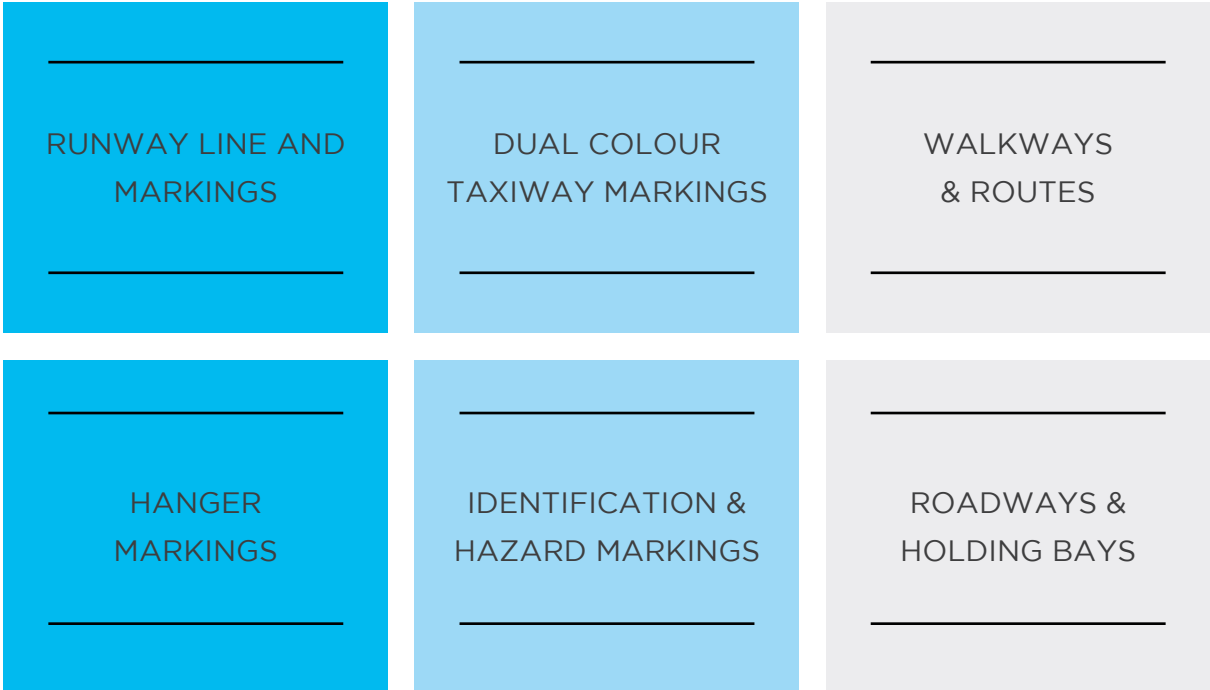 RUNWAY LINE AND
MARKINGS
DUAL COLOUR
TAXIWAY MARKINGS
WALKWAYS
& ROUTES
HANGER
MARKINGS
IDENTIFICATION &
HAZARD MARKINGS
ROADWAYS &
HOLDING BAYS